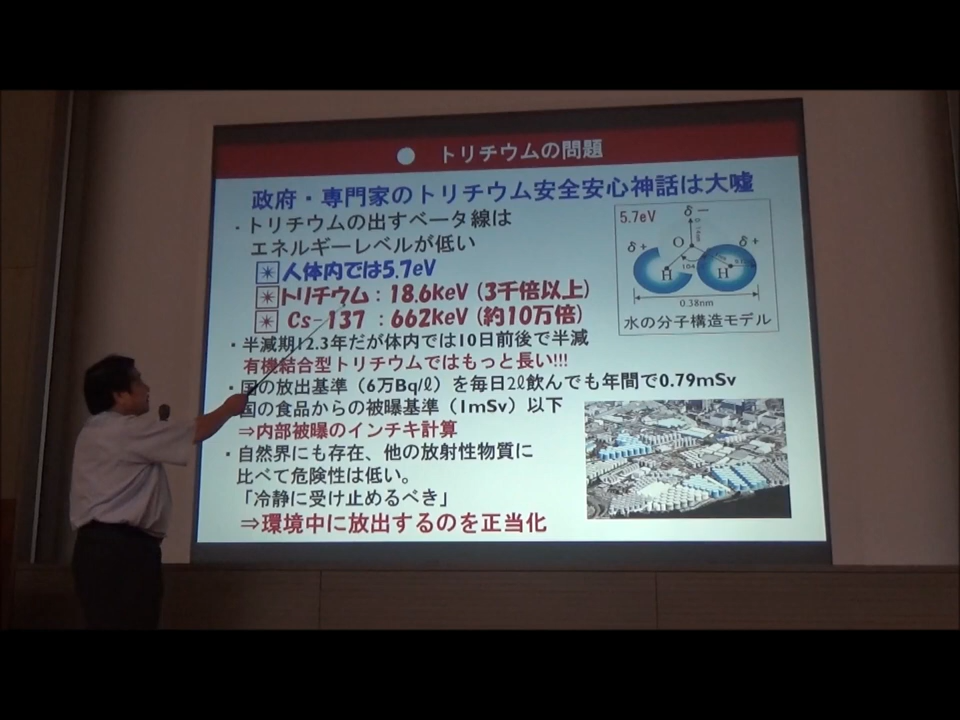 ● トリチウムの問題
政府・専門家のトリチウム安全安心神話は大嘘
・トリチウムの出すベータ線は
エネルギーレベルが低い
人体内では5.7eV
トリチウム：18.6keV（3千倍以上）
Cs-137：662keV（約10万倍）
・半減期12.3年だが体内では10日前後で半減
有機結合型トリチウムではもっと長い!!!
・国の放出基準（6万Bq/ℓ）を毎日2ℓ飲んでも年間で0.79mSv
国の食品からの被曝基準（1mSv）以下
⇒内部被曝のインチキ計算
・自然界にも存在、他の放射性物質に
比べて危険性は低い。
「冷静に受け止めるべき」
⇒環境中に放出するのを正当化
5.7eV
δ−
δ+
O
δ+
H
104
H
0.38nm
水の分子構造モデル